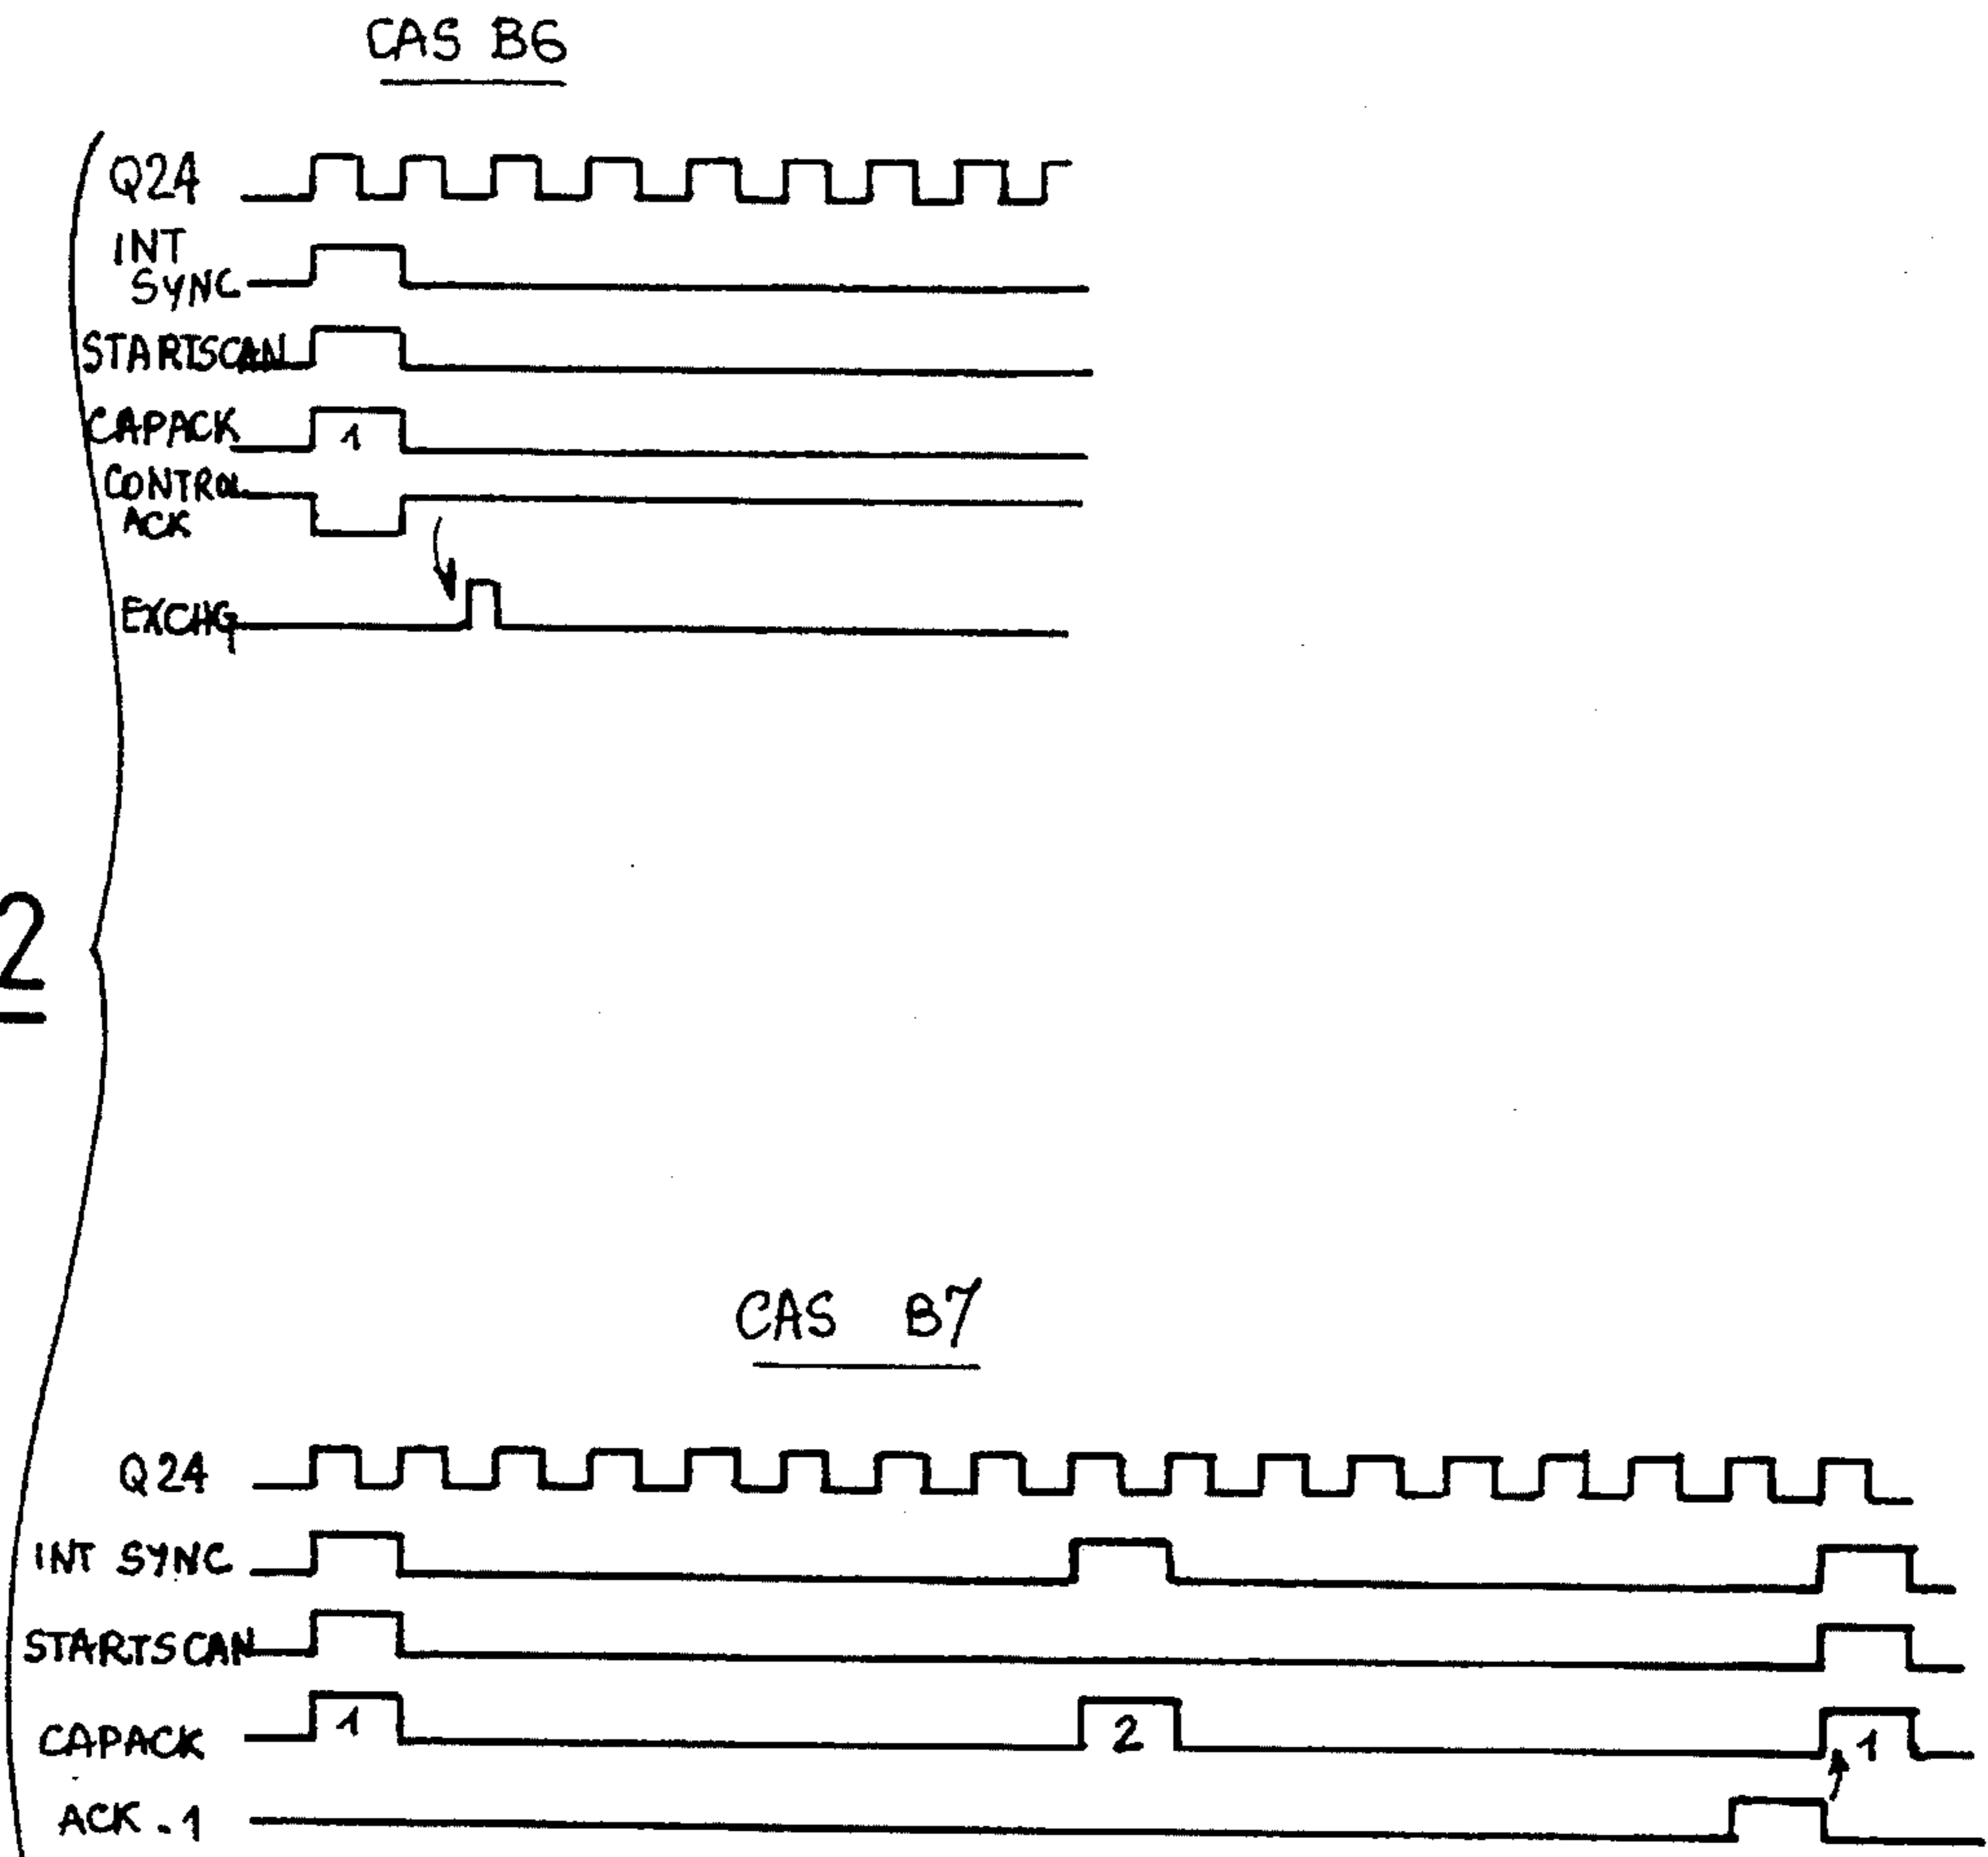 CAS B6
Q24
INT
SYNC
STARTSCAN
CAPACK
1
CONTROL
ACK
EXCHG
2
CAS B7
Q24
INT SYNC
STARTSCAN
CAPACK
1
2
1
ACK.1